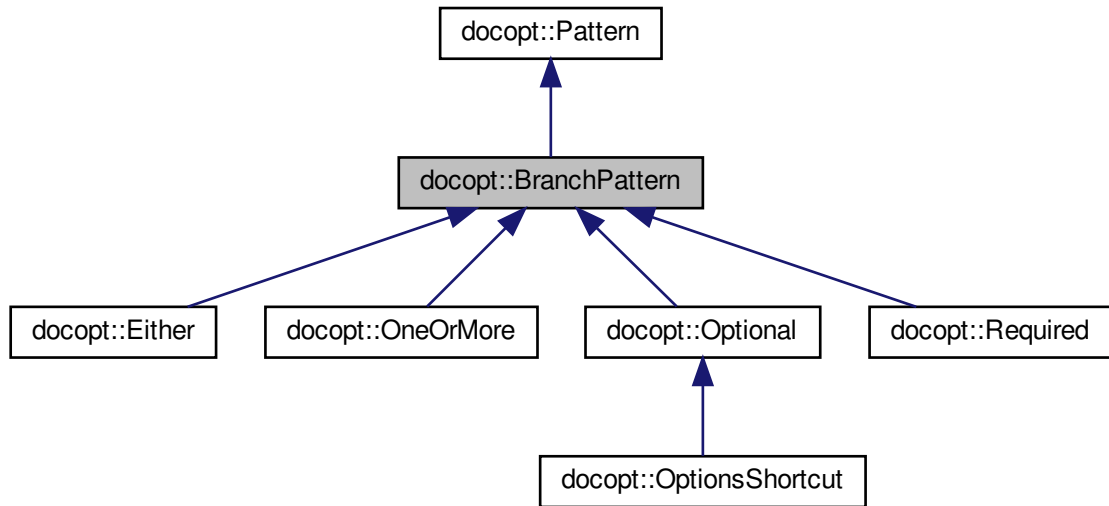 docopt::Pattern
docopt::BranchPattern
docopt::Either
docopt::OneOrMore
docopt::Optional
docopt::Required
docopt::OptionsShortcut